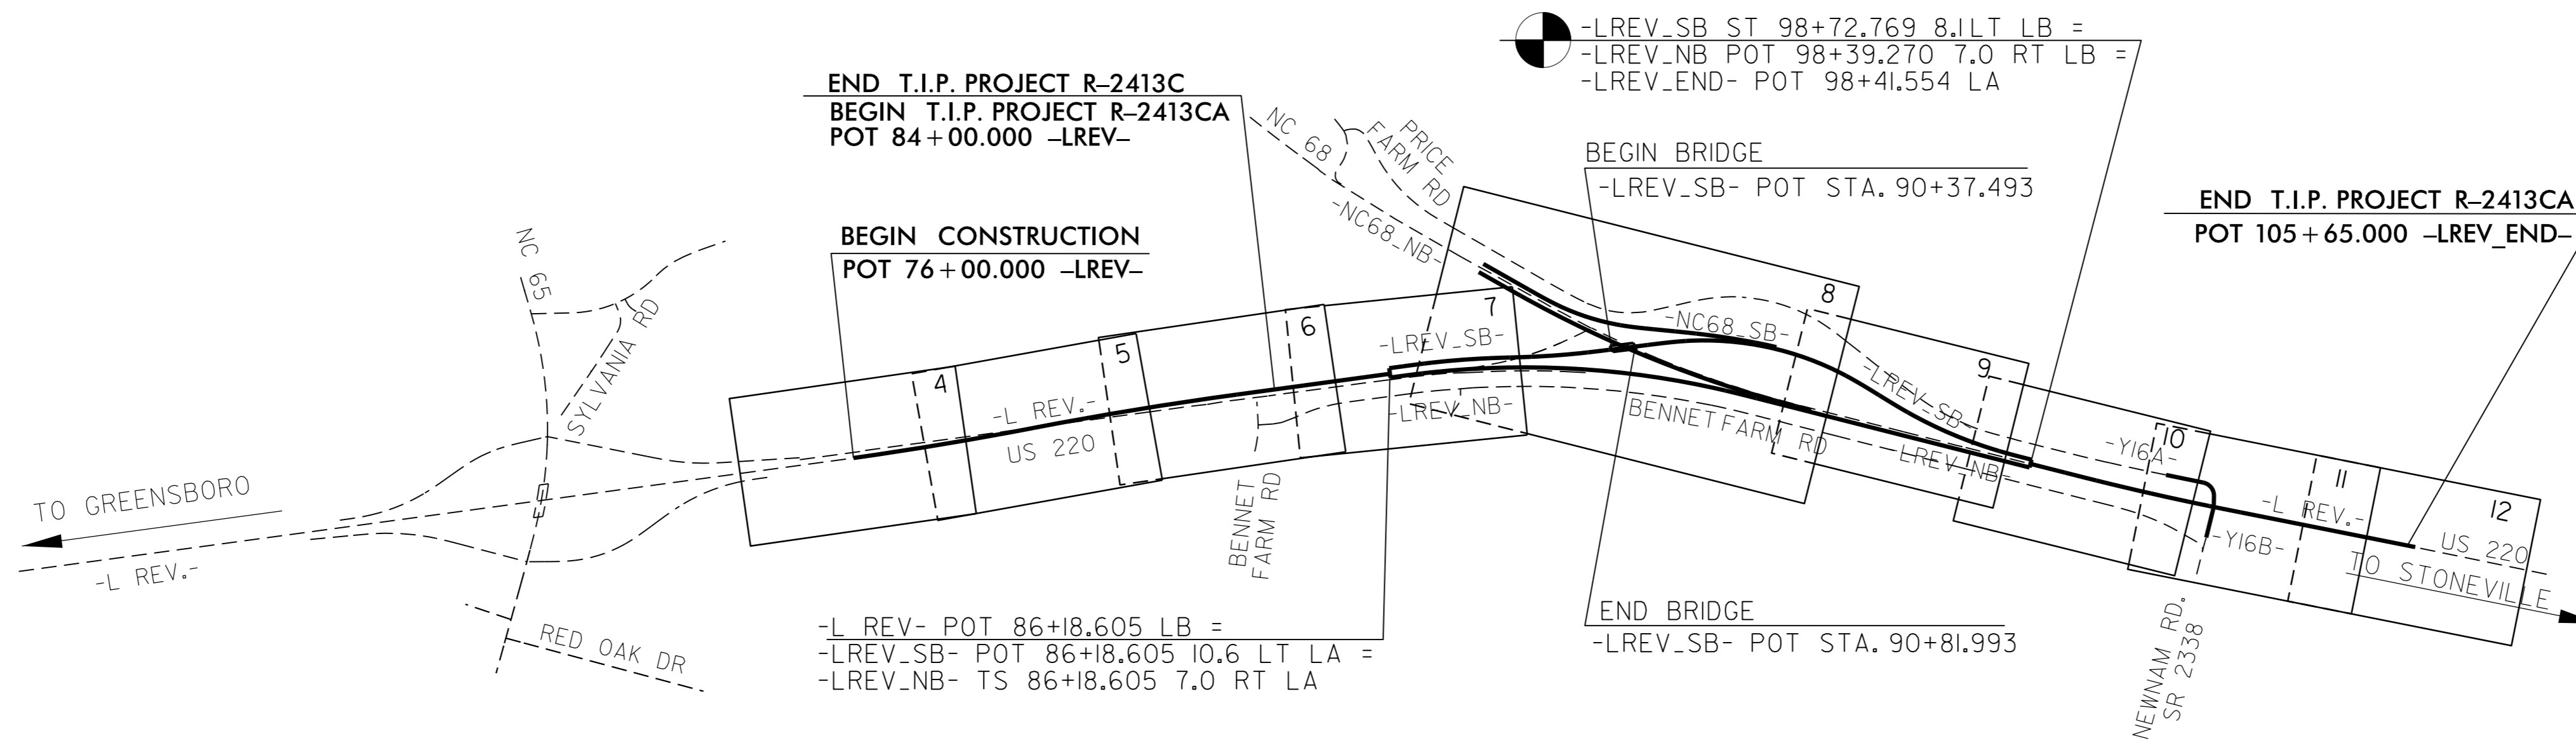 -LREV_SB ST 98+72.769 8.1LT LB =
-LREV_NB POT 98+39.270 7.0 RT LB =
-LREV_END- POT 98+41.554 LA
END T.I.P. PROJECT R–2413C
BEGIN T.I.P. PROJECT R–2413CA
POT 84+00.000 –LREV–
NC 68
PRICE
FARM RD
BEGIN BRIDGE
-LREV_SB- POT STA. 90+37.493
END T.I.P. PROJECT R–2413CA
POT 105+65.000 –LREV_END–
BEGIN CONSTRUCTION
POT 76+00.000 –LREV–
NC 65
SYLVANIA RD
-NC68_NB-
4
5
6
7
8
9
10
11
12
-LREV_SB-
-NC68_SB-
-LREV_SB-
-L REV.-
US 220
-LREV_NB-
BENNET FARM RD
-LREV_NB-
-Y16A-
-L REV.-
-Y16B-
US 220
TO STONEVILLE
TO GREENSBORO
-L REV.-
BENNET
FARM RD
RED OAK DR
-L REV- POT 86+18.605 LB =
-LREV_SB- POT 86+18.605 10.6 LT LA =
-LREV_NB- TS 86+18.605 7.0 RT LA
END BRIDGE
-LREV_SB- POT STA. 90+81.993
NEWNAM RD.
SR 2338